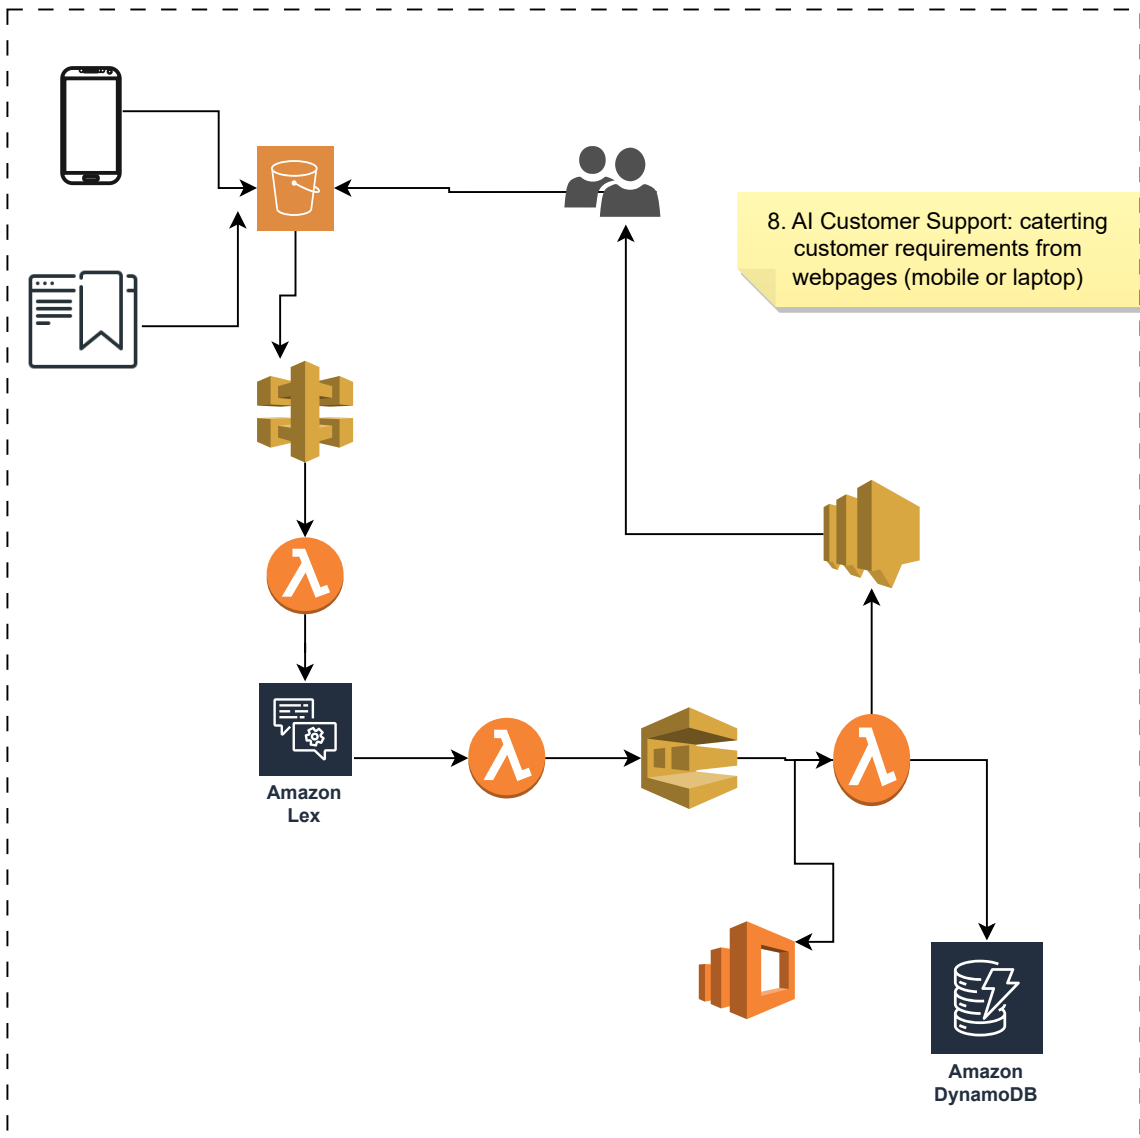 8. AI Customer Support: caterting
customer requirements from
webpages (mobile or laptop)
Amazon
Lex
Amazon
DynamoDB